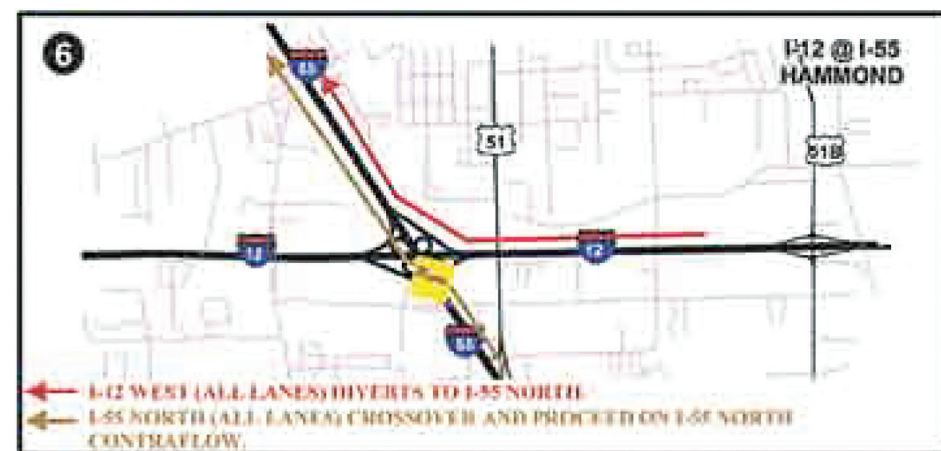 6
I-12 @ I-55
HAMMOND
55
51
51B
12
12
55
I-12 WEST (ALL LANES) DIVERTS TO I-55 NORTH.
I-55 NORTH (ALL LANES) CROSSOVER AND PROCEED ON I-55 NORTH
CONTRAFLOW.